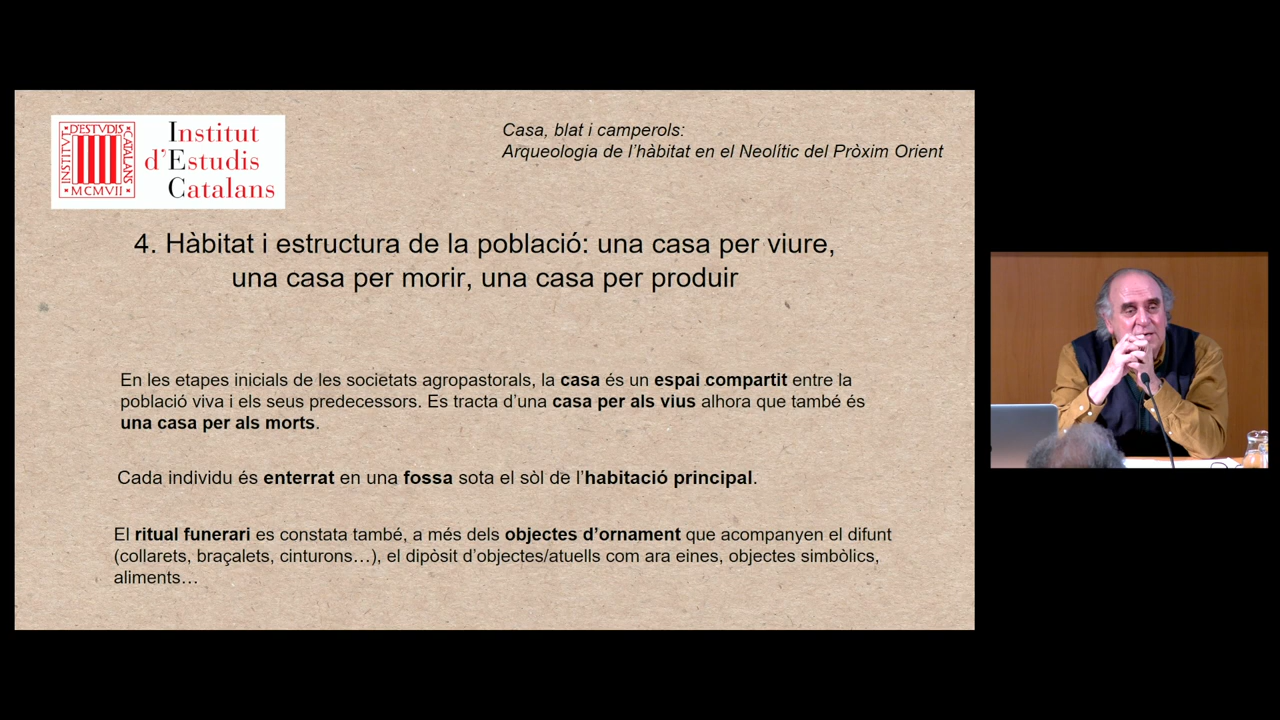 INSTITVT
D'ESTVDIS
CATALANS
MCMVII
Institut
d'Estudis
Catalans
Casa, blat i camperols:
Arqueologia de l'hàbitat en el Neolític del Pròxim Orient
4. Hàbitat i estructura de la població: una casa per viure,
una casa per morir, una casa per produir
En les etapes inicials de les societats agropastorals, la casa és un espai compartit entre la
població viva i els seus predecessors. Es tracta d'una casa per als vius alhora que també és
una casa per als morts.
Cada individu és enterrat en una fossa sota el sòl de l'habitació principal.
El ritual funerari es constata també, a més dels objectes d'ornament que acompanyen el difunt
(collarets, braçalets, cinturons…), el dipòsit d'objectes/atuells com ara eines, objectes simbòlics,
aliments…